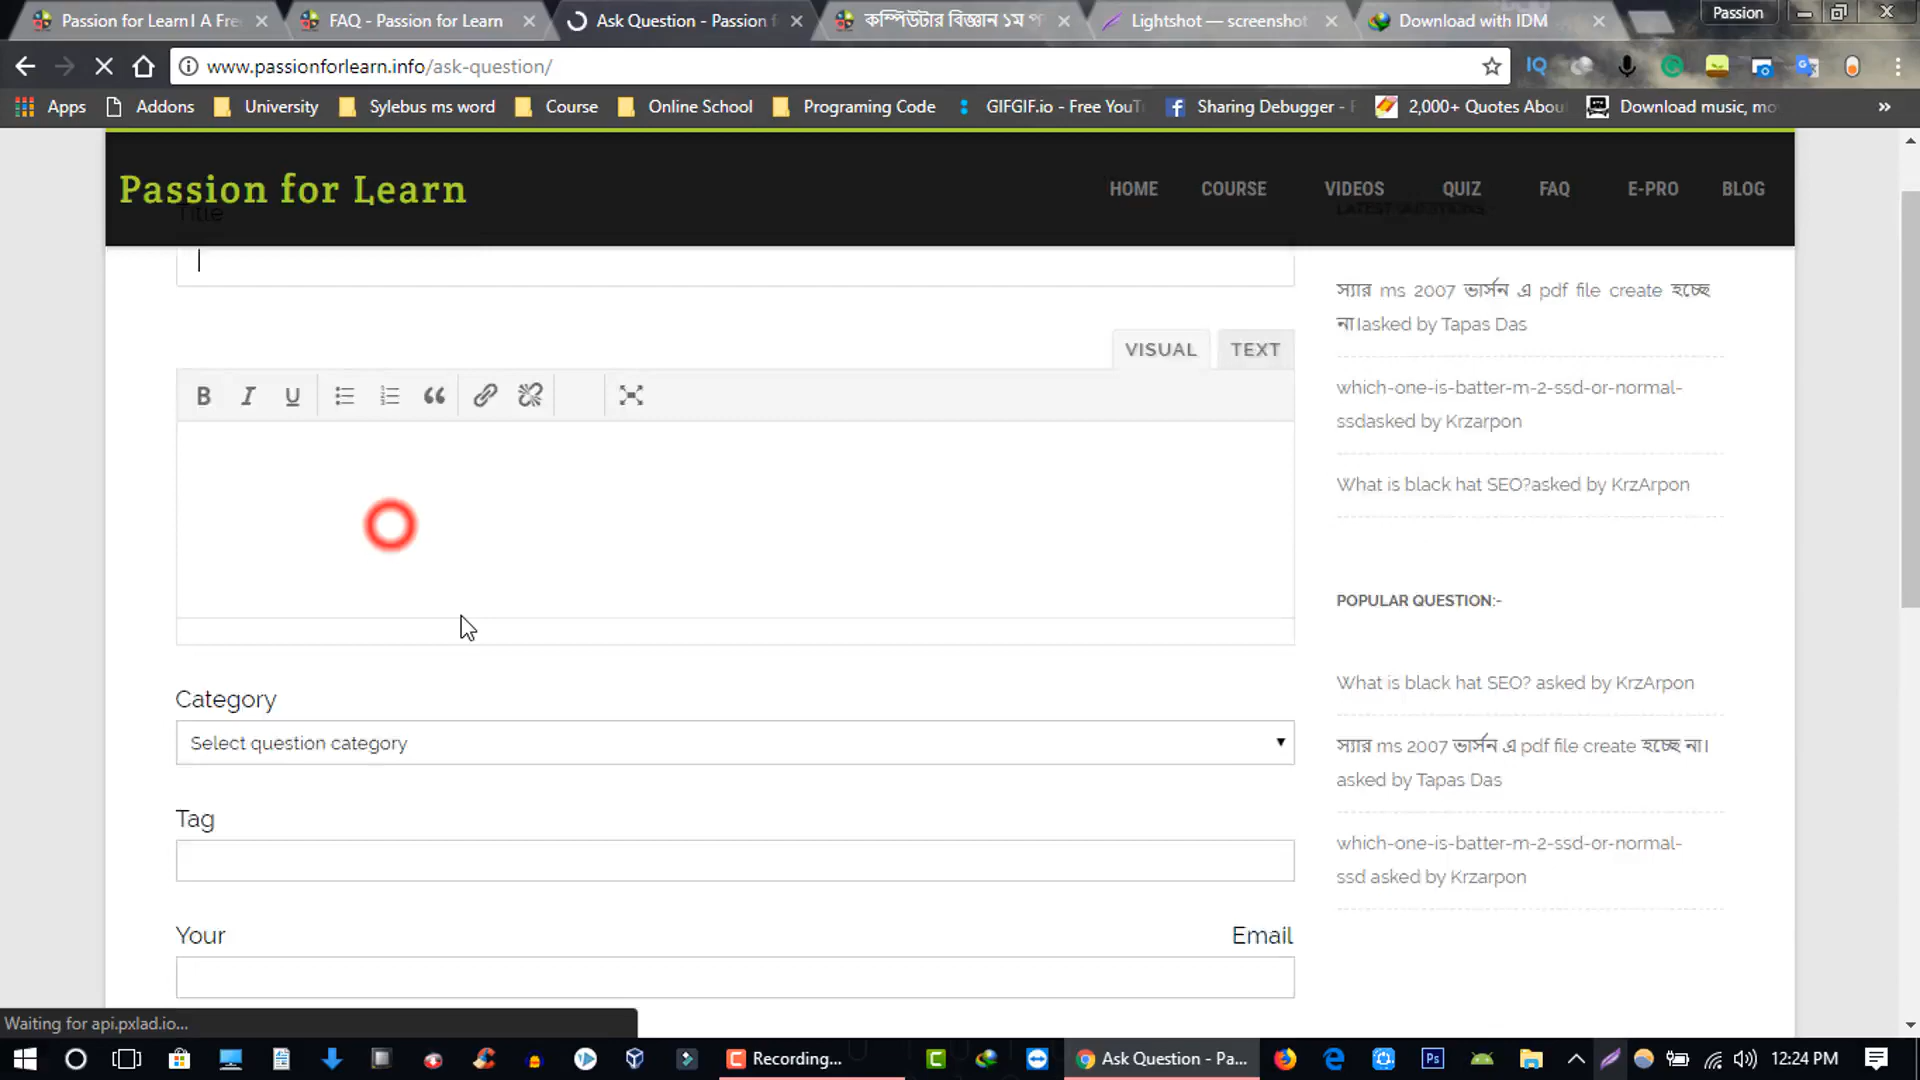 Passion for Learn I A Fre
FAQ - Passion for Learn
Ask Question - Passion f
কম্পিউটার বিজ্ঞান ১ম প
Lightshot — screenshot
Download with IDM
Passion
www.passionforlearn.info/ask-question/
Apps
Addons
University
Sylebus ms word
Course
Online School
Programing Code
GIFGIF.io - Free YouT
Sharing Debugger -
2,000+ Quotes Abou
Download music, mo
Passion for Learn
HOME
COURSE
VIDEOS
QUIZ
FAQ
E-PRO
BLOG
Title
LATEST QUESTIONS:-
স্যার ms 2007 ভার্সন এ pdf file create হচ্ছে
না।asked by Tapas Das
VISUAL
TEXT
which-one-is-batter-m-2-ssd-or-normal-
ssdasked by Krzarpon
What is black hat SEO?asked by KrzArpon
POPULAR QUESTION:-
What is black hat SEO? asked by KrzArpon
স্যার ms 2007 ভার্সন এ pdf file create হচ্ছে না।
asked by Tapas Das
which-one-is-batter-m-2-ssd-or-normal-
ssd asked by Krzarpon
Category
Select question category
Tag
Your Email
Waiting for api.pxlad.io...
Recording...
Ask Question - Pa...
12:24 PM